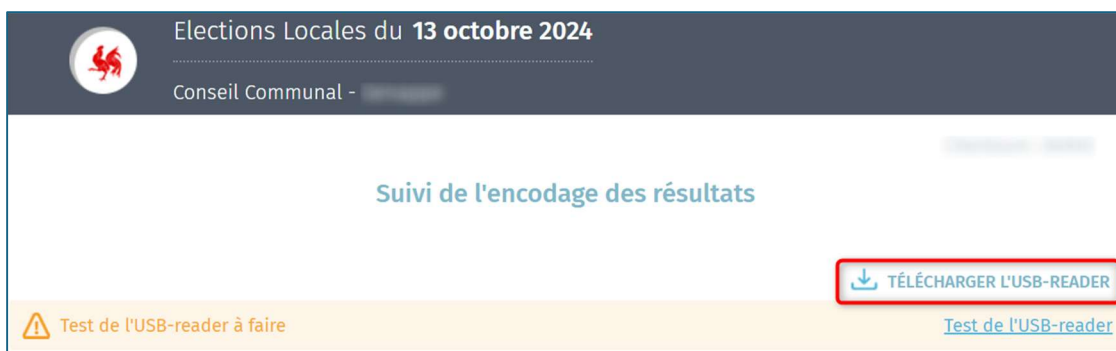 Elections Locales du 13 octobre 2024
Conseil Communal -
Suivi de l'encodage des résultats
TÉLÉCHARGER L'USB-READER
Test de l'USB-reader à faire
Test de l'USB-reader